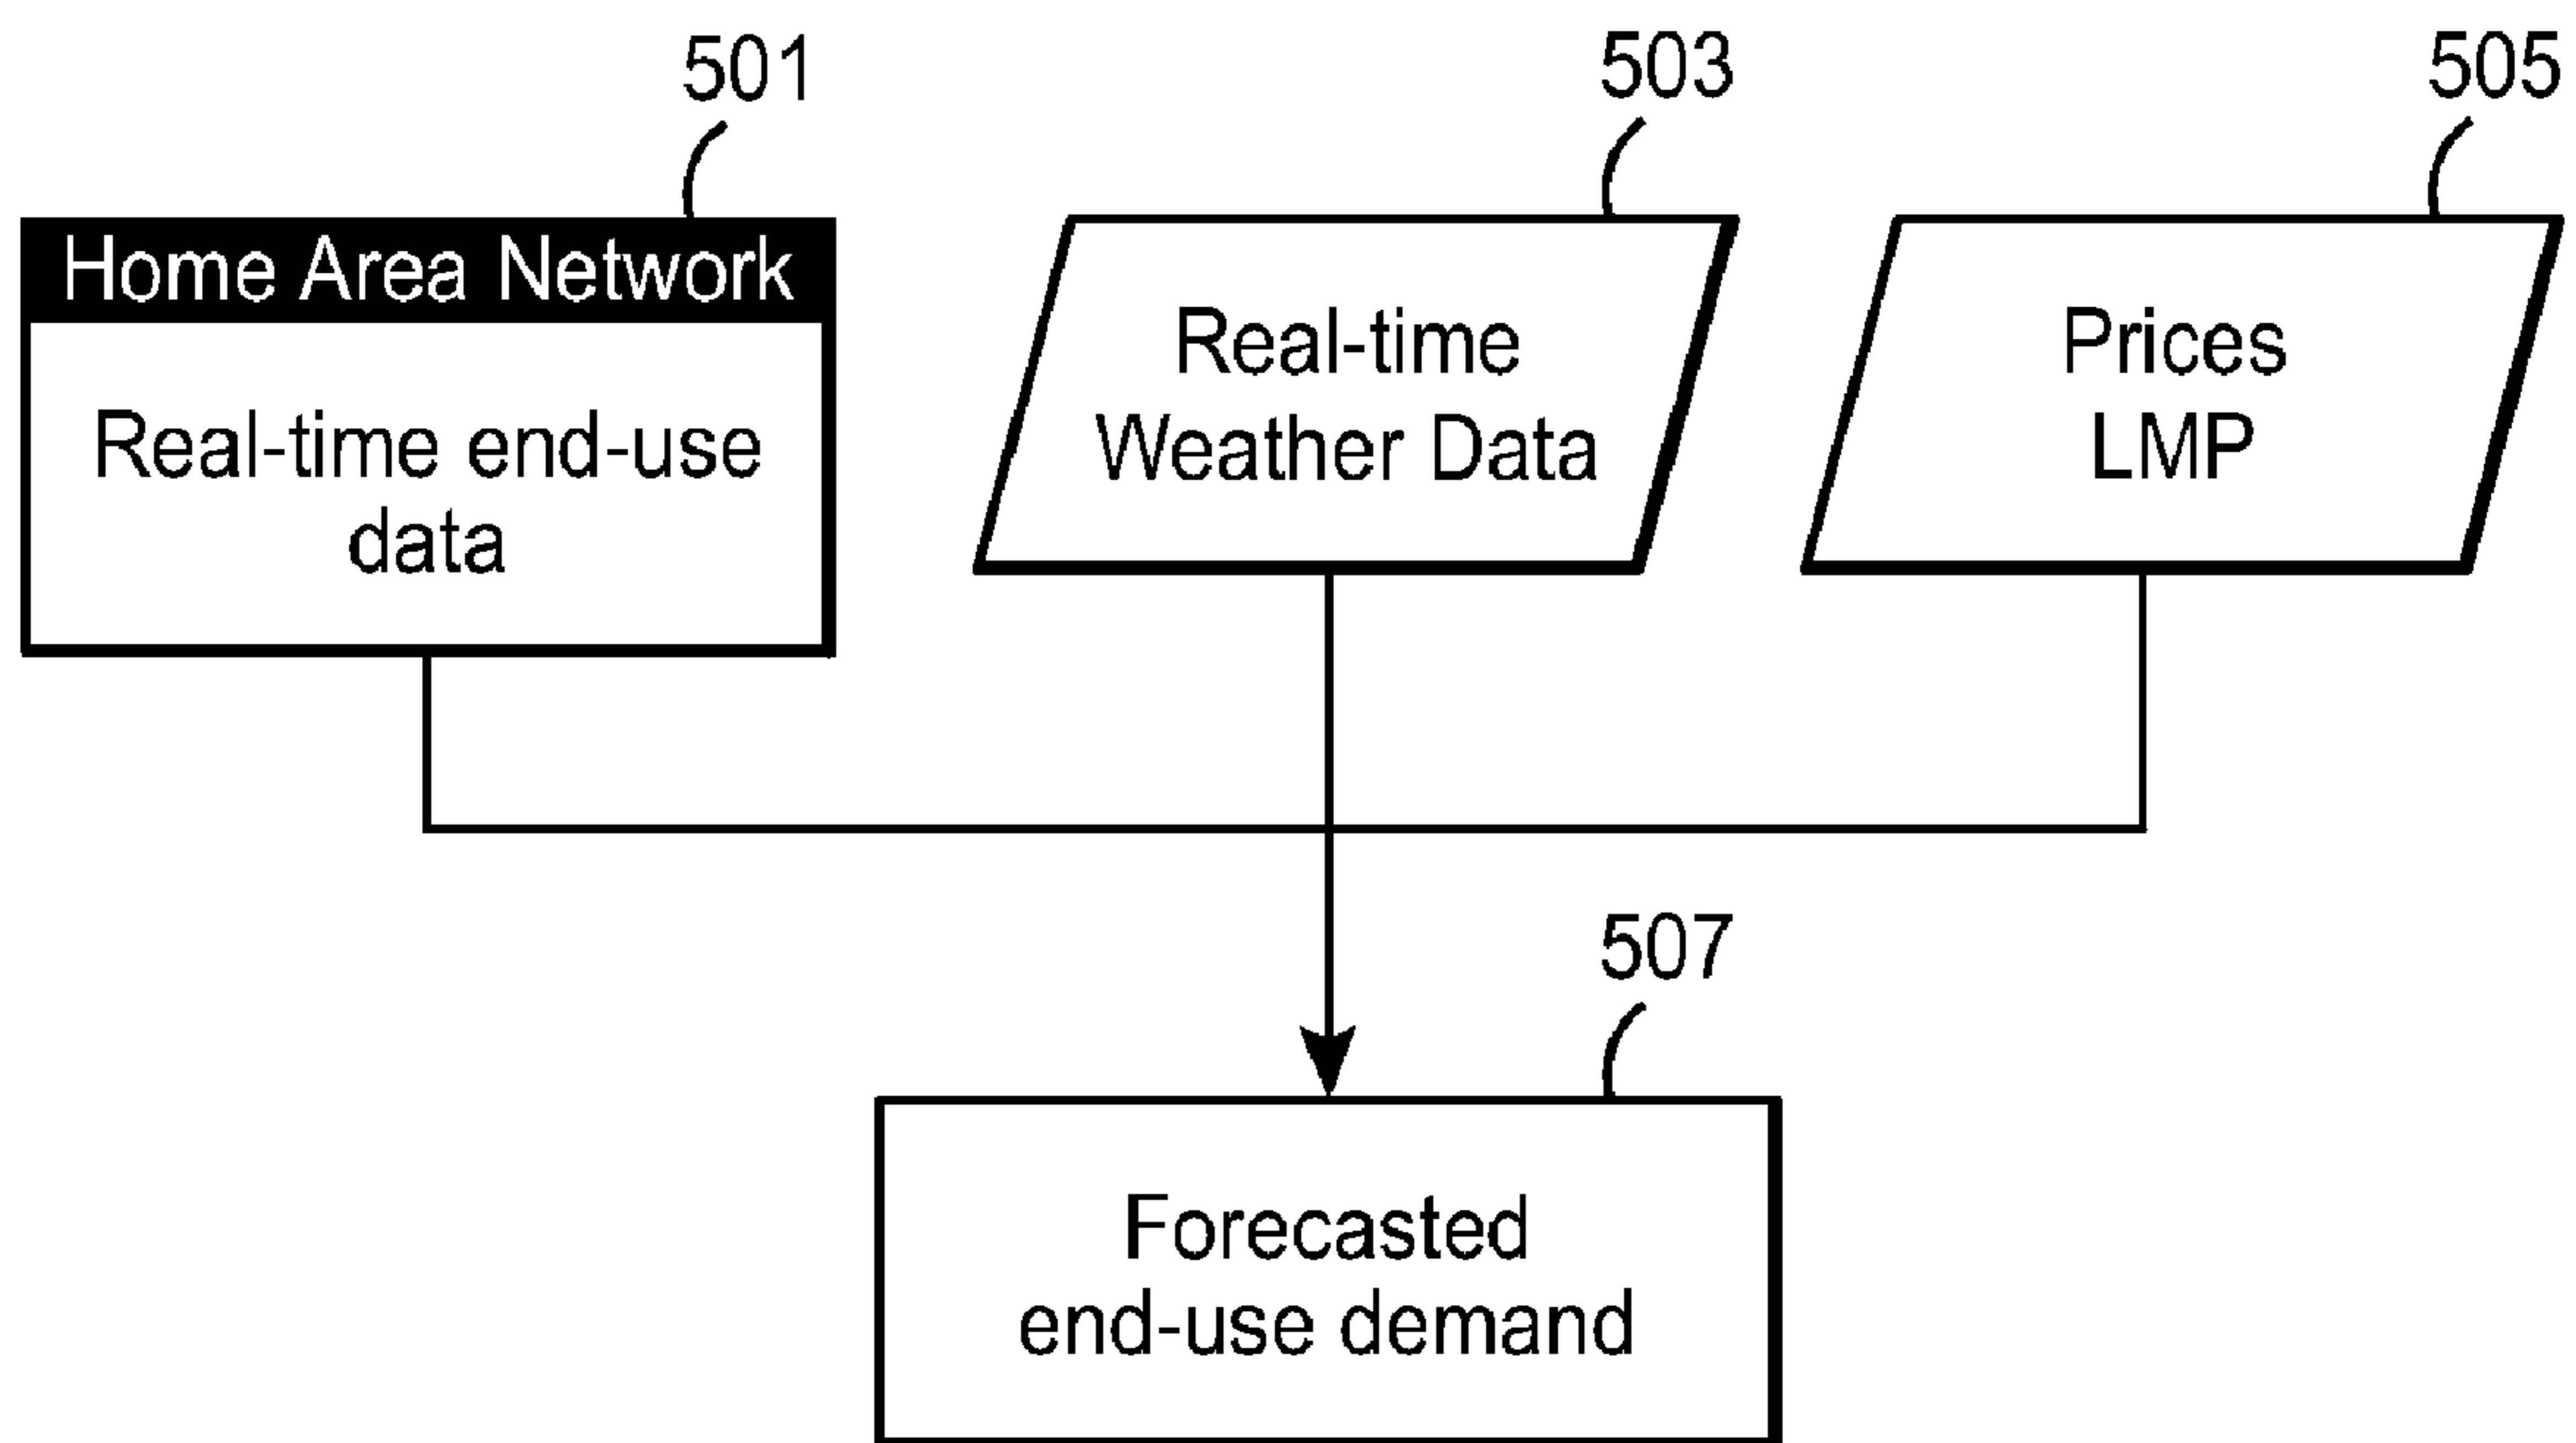 501
503
505
Home Area Network
Real-time end-use
data
Real-time
Weather Data
Prices
LMP
507
Forecasted
end-use demand